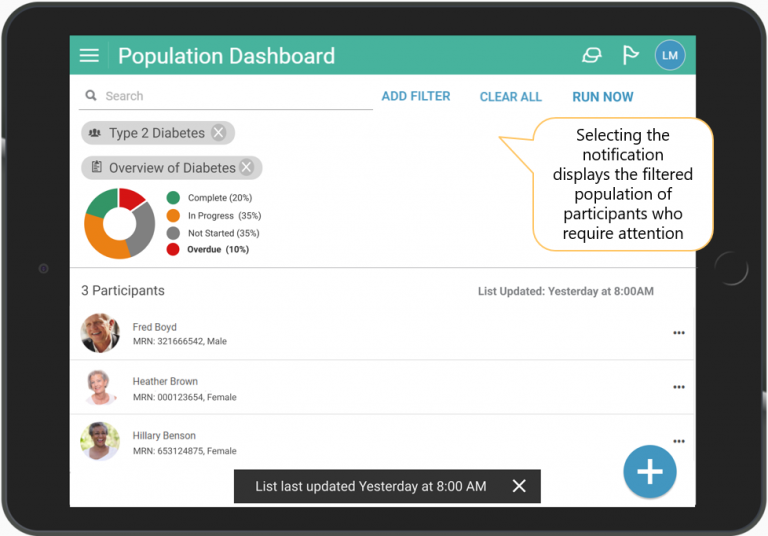 Population Dashboard
LM
Search
ADD FILTER
CLEAR ALL
RUN NOW
Type 2 Diabetes
Overview of Diabetes
Complete (20%)
In Progress (35%)
Not Started (35%)
Overdue (10%)
Selecting the
notification
displays the filtered
population of
participants who
require attention
3 Participants
List Updated: Yesterday at 8:00AM
Fred Boyd
MRN: 321666542, Male
Heather Brown
MRN: 000123654, Female
Hillary Benson
MRN: 653124875, Female
List last updated Yesterday at 8:00 AM